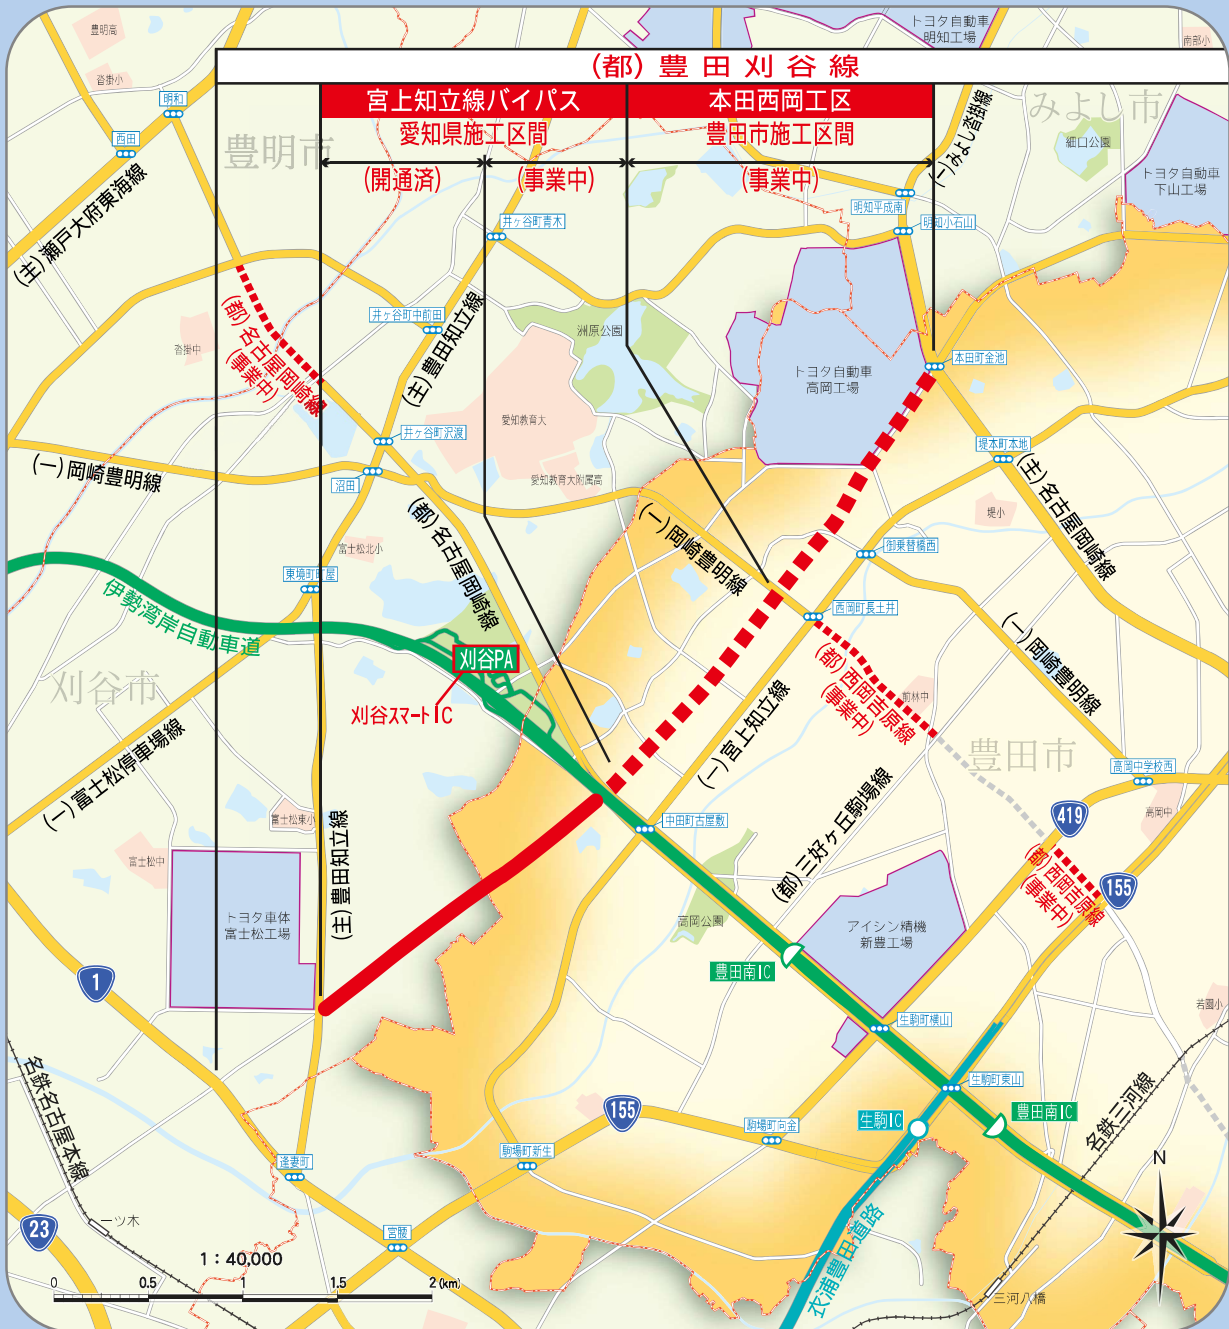 トヨタ自動車
明知工場
豊明高
南部小
沓掛小
(都)豊田刈谷線
宮上知立線バイパス
本田西岡工区
愛知県施工区間
豊田市施工区間
(開通済)
(事業中)
(事業中)
明和
西田
豊明市
みよし市
細口公園
(一)みよし沓掛線
トヨタ自動車
下山工場
(主)瀬戸大府東海線
明知平成南
明知小石山
井ヶ谷町青木
(都)名古屋岡崎線
(事業中)
沓掛中
井ヶ谷町中前田
(主)豊田知立線
洲原公園
本田町金池
トヨタ自動車
高岡工場
愛知教育大
井ヶ谷町沢渡
堤本町本地
(一)岡崎豊明線
沼田
愛知教育大附属高
(主)名古屋岡崎線
堤小
(都)名古屋岡崎線
(一)岡崎豊明線
富士松北小
御乗替橋西
東境町町屋
伊勢湾岸自動車道
西岡町長土井
(一)岡崎豊明線
刈谷PA
刈谷市
刈谷スマートIC
(都)西岡吉原線
(事業中)
前林中
豊田市
(一)宮上知立線
高岡中学校西
(一)富士松停車場線
(都)三好ヶ丘駒場線
419
高岡中
富士松東小
中田町古屋敷
(主)豊田知立線
富士松中
(都)西岡吉原線
(事業中)
155
トヨタ車体
富士松工場
高岡公園
アイシン精機
新豊工場
豊田南IC
1
若園小
生駒町横山
名鉄名古屋本線
生駒町東山
155
生駒IC
豊田南IC
名鉄三河線
駒場町向金
駒場町新生
N
逢妻町
23
一ツ木
宮腰
衣浦豊田道路
1:40,000
0 0.5 1 1.5 2(km)
三河八橋